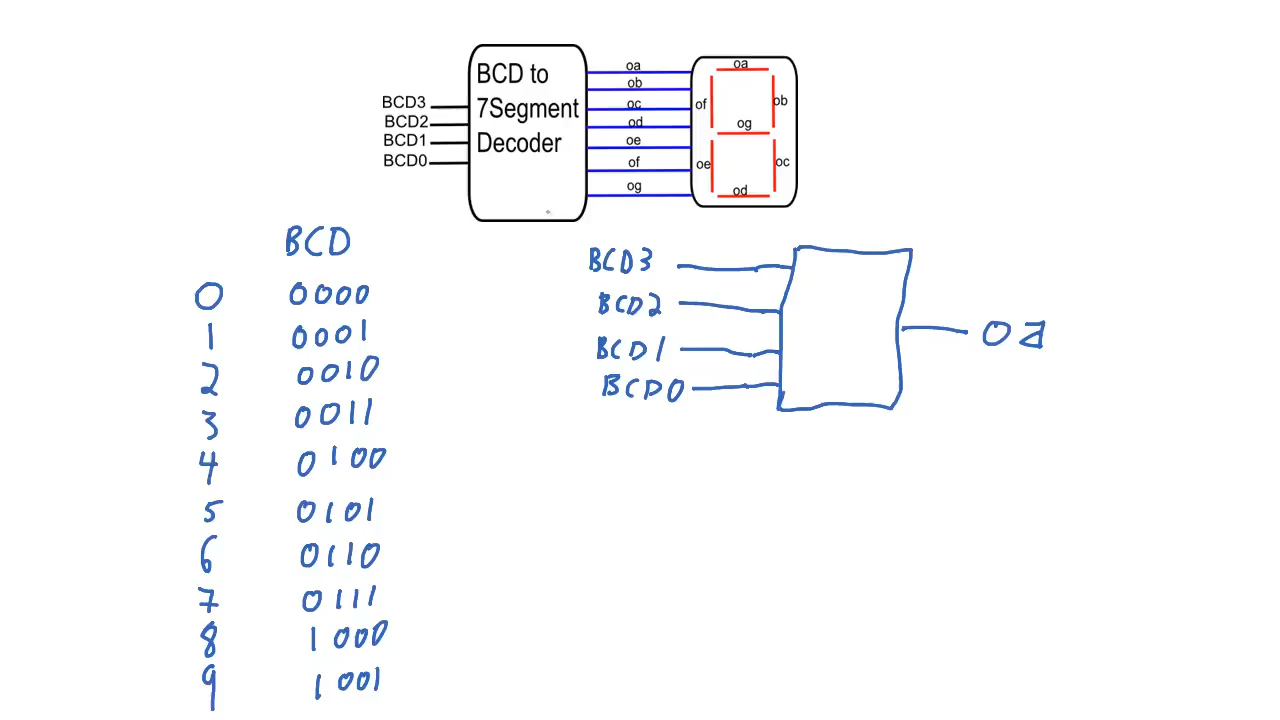 BCD3
BCD2
BCD1
BCD0
BCD to
7Segment
Decoder
oa
ob
oc
od
oe
of
og
oa
of
ob
og
oe
oc
od
BCD
0 0000
1 0001
2 0010
3 0011
4 0100
5 0101
6 0110
7 0111
8 1000
9 1001
BCD3
BCD2
BCD1
BCD0
oa